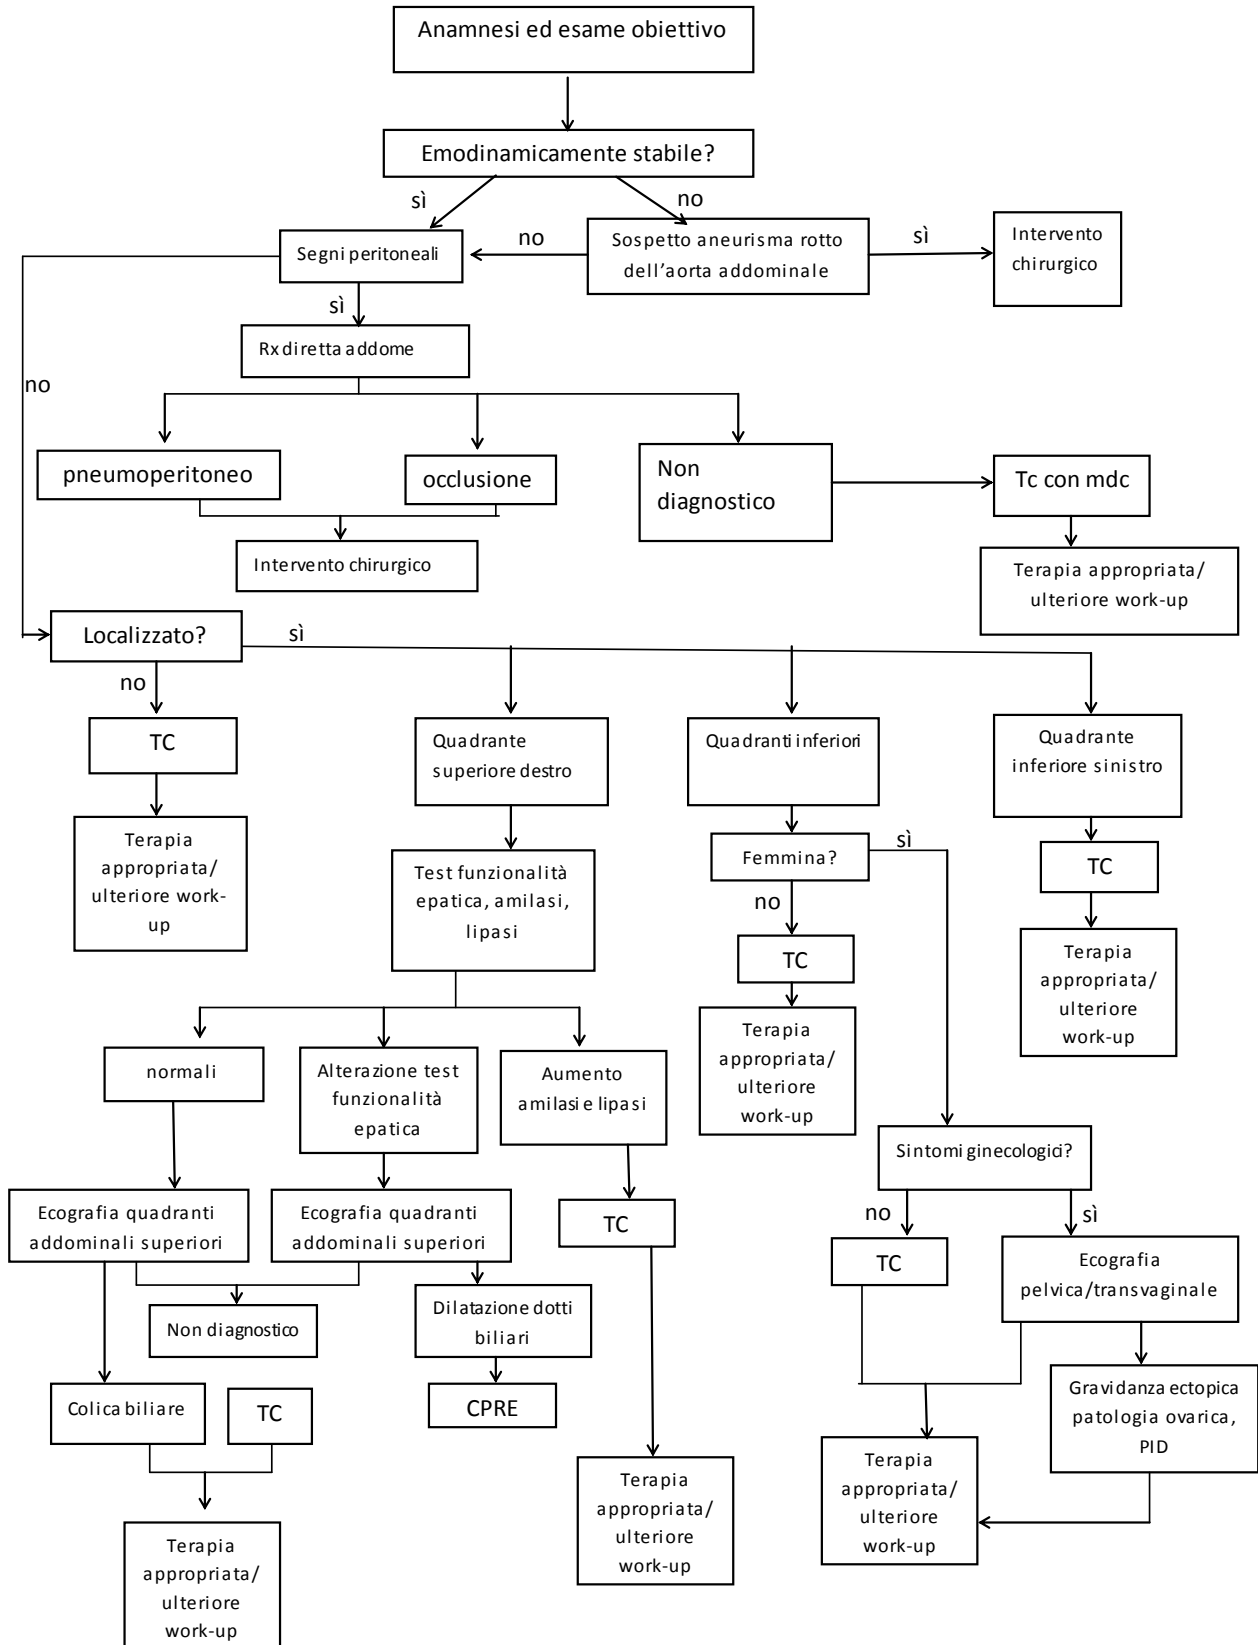 Anamnesi ed esame obiettivo
Emodinamicamente stabile?
sì
no
Segni peritoneali
no
Sospetto aneurisma rotto
dell’aorta addominale
sì
Intervento
chirurgico
sì
no
Rx diretta addome
pneumoperitoneo
occlusione
Non
diagnostico
Tc con mdc
Intervento chirurgico
Terapia appropriata/
ulteriore work-up
Localizzato?
sì
no
TC
Terapia
appropriata/
ulteriore work-
up
Quadrante
superiore destro
Quadranti inferiori
Quadrante
inferiore sinistro
Test funzionalità
epatica, amilasi,
lipasi
Femmina?
sì
no
TC
Terapia
appropriata/
ulteriore
work-up
TC
Terapia
appropriata/
ulteriore
work-up
normali
Alterazione test
funzionalità
epatica
Aumento
amilasi e lipasi
Sintomi ginecologici?
no
sì
Ecografia quadranti
addominali superiori
Ecografia quadranti
addominali superiori
TC
TC
Ecografia
pelvica/transvaginale
Non diagnostico
Dilatazione dotti
biliari
Colica biliare
TC
CPRE
Gravidanza ectopica
patologia ovarica,
PID
Terapia
appropriata/
ulteriore
work-up
Terapia
appropriata/
ulteriore
work-up
Terapia
appropriata/
ulteriore
work-up